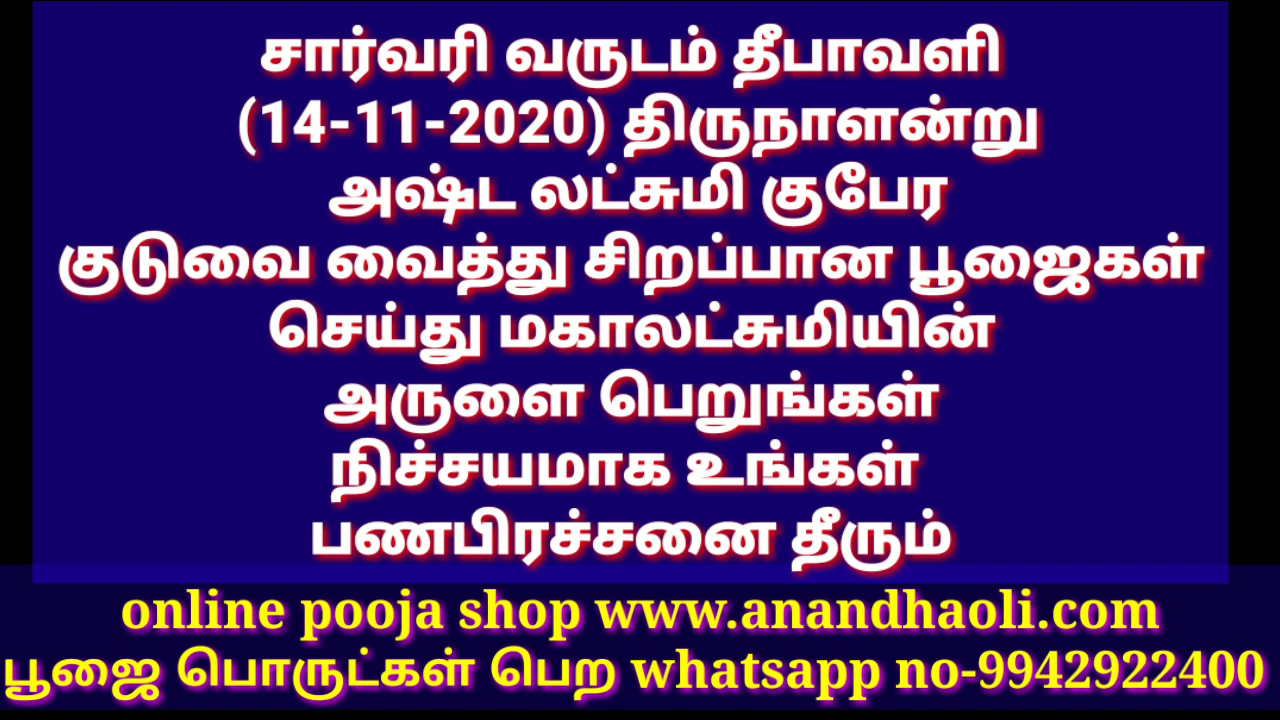 சார்வரி வருடம் தீபாவளி
(14-11-2020) திருநாளன்று
அஷ்ட லட்சுமி குபேர
குடுவை வைத்து சிறப்பான பூஜைகள்
செய்து மகாலட்சுமியின்
அருளை பெறுங்கள்
நிச்சயமாக உங்கள்
பணபிரச்சனை தீரும்
online pooja shop www.anandhaoli.com
பூஜை பொருட்கள் பெற whatsapp no-9942922400